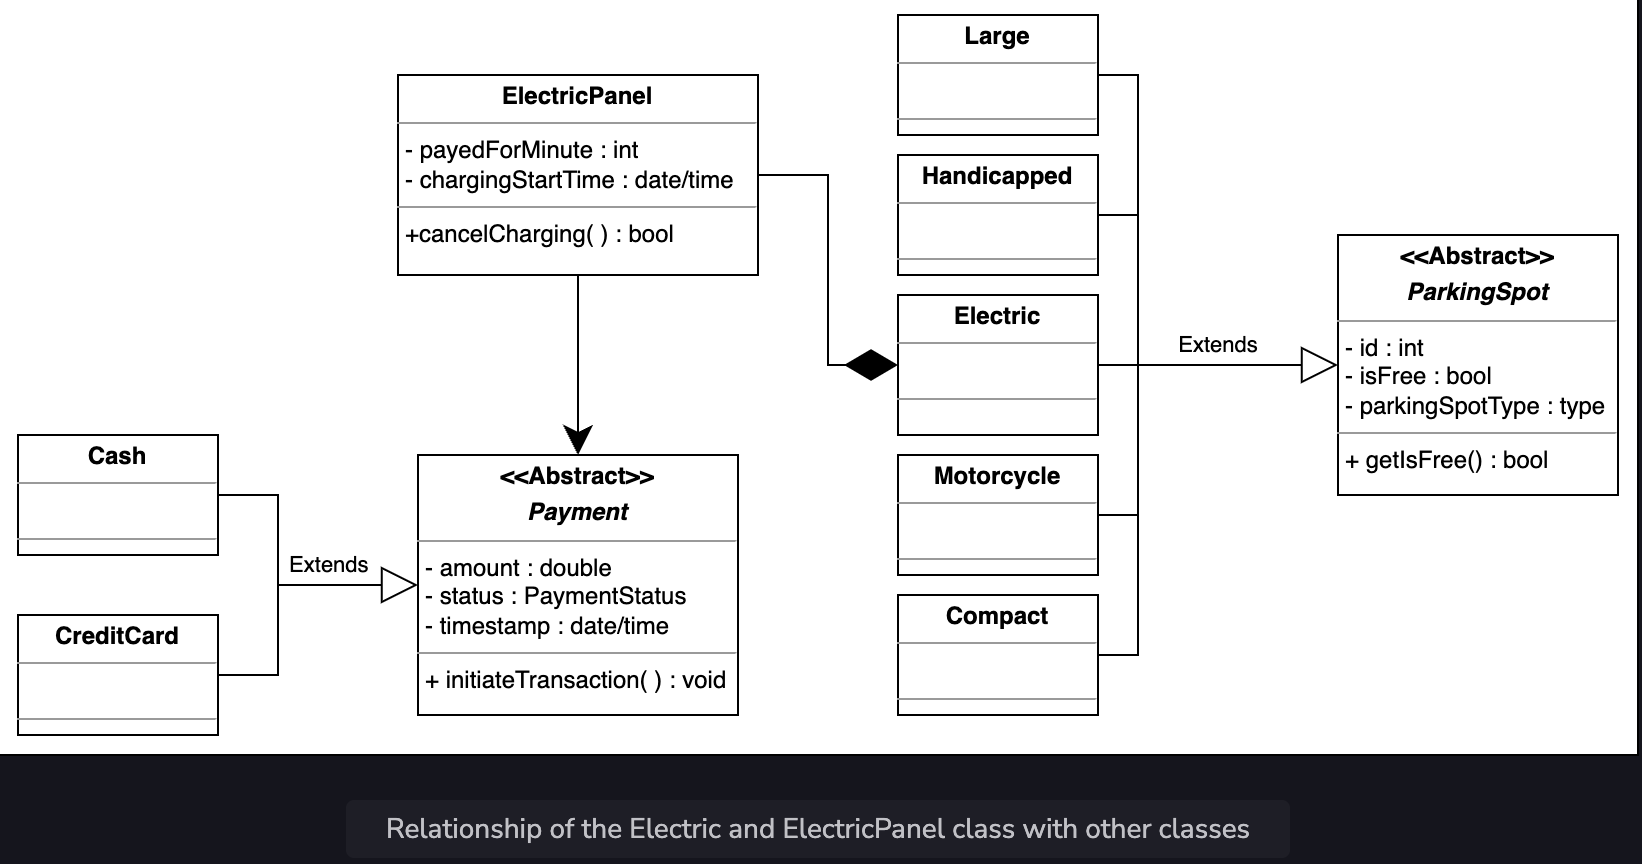 ElectricPanel
- payedForMinute : int
- chargingStartTime : date/time
+cancelCharging( ) : bool
Large
Handicapped
Electric
Motorcycle
Compact
Extends
<<Abstract>>
ParkingSpot
- id : int
- isFree : bool
- parkingSpotType : type
+ getIsFree() : bool
Cash
CreditCard
Extends
<<Abstract>>
Payment
- amount : double
- status : PaymentStatus
- timestamp : date/time
+ initiateTransaction( ) : void
Relationship of the Electric and ElectricPanel class with other classes